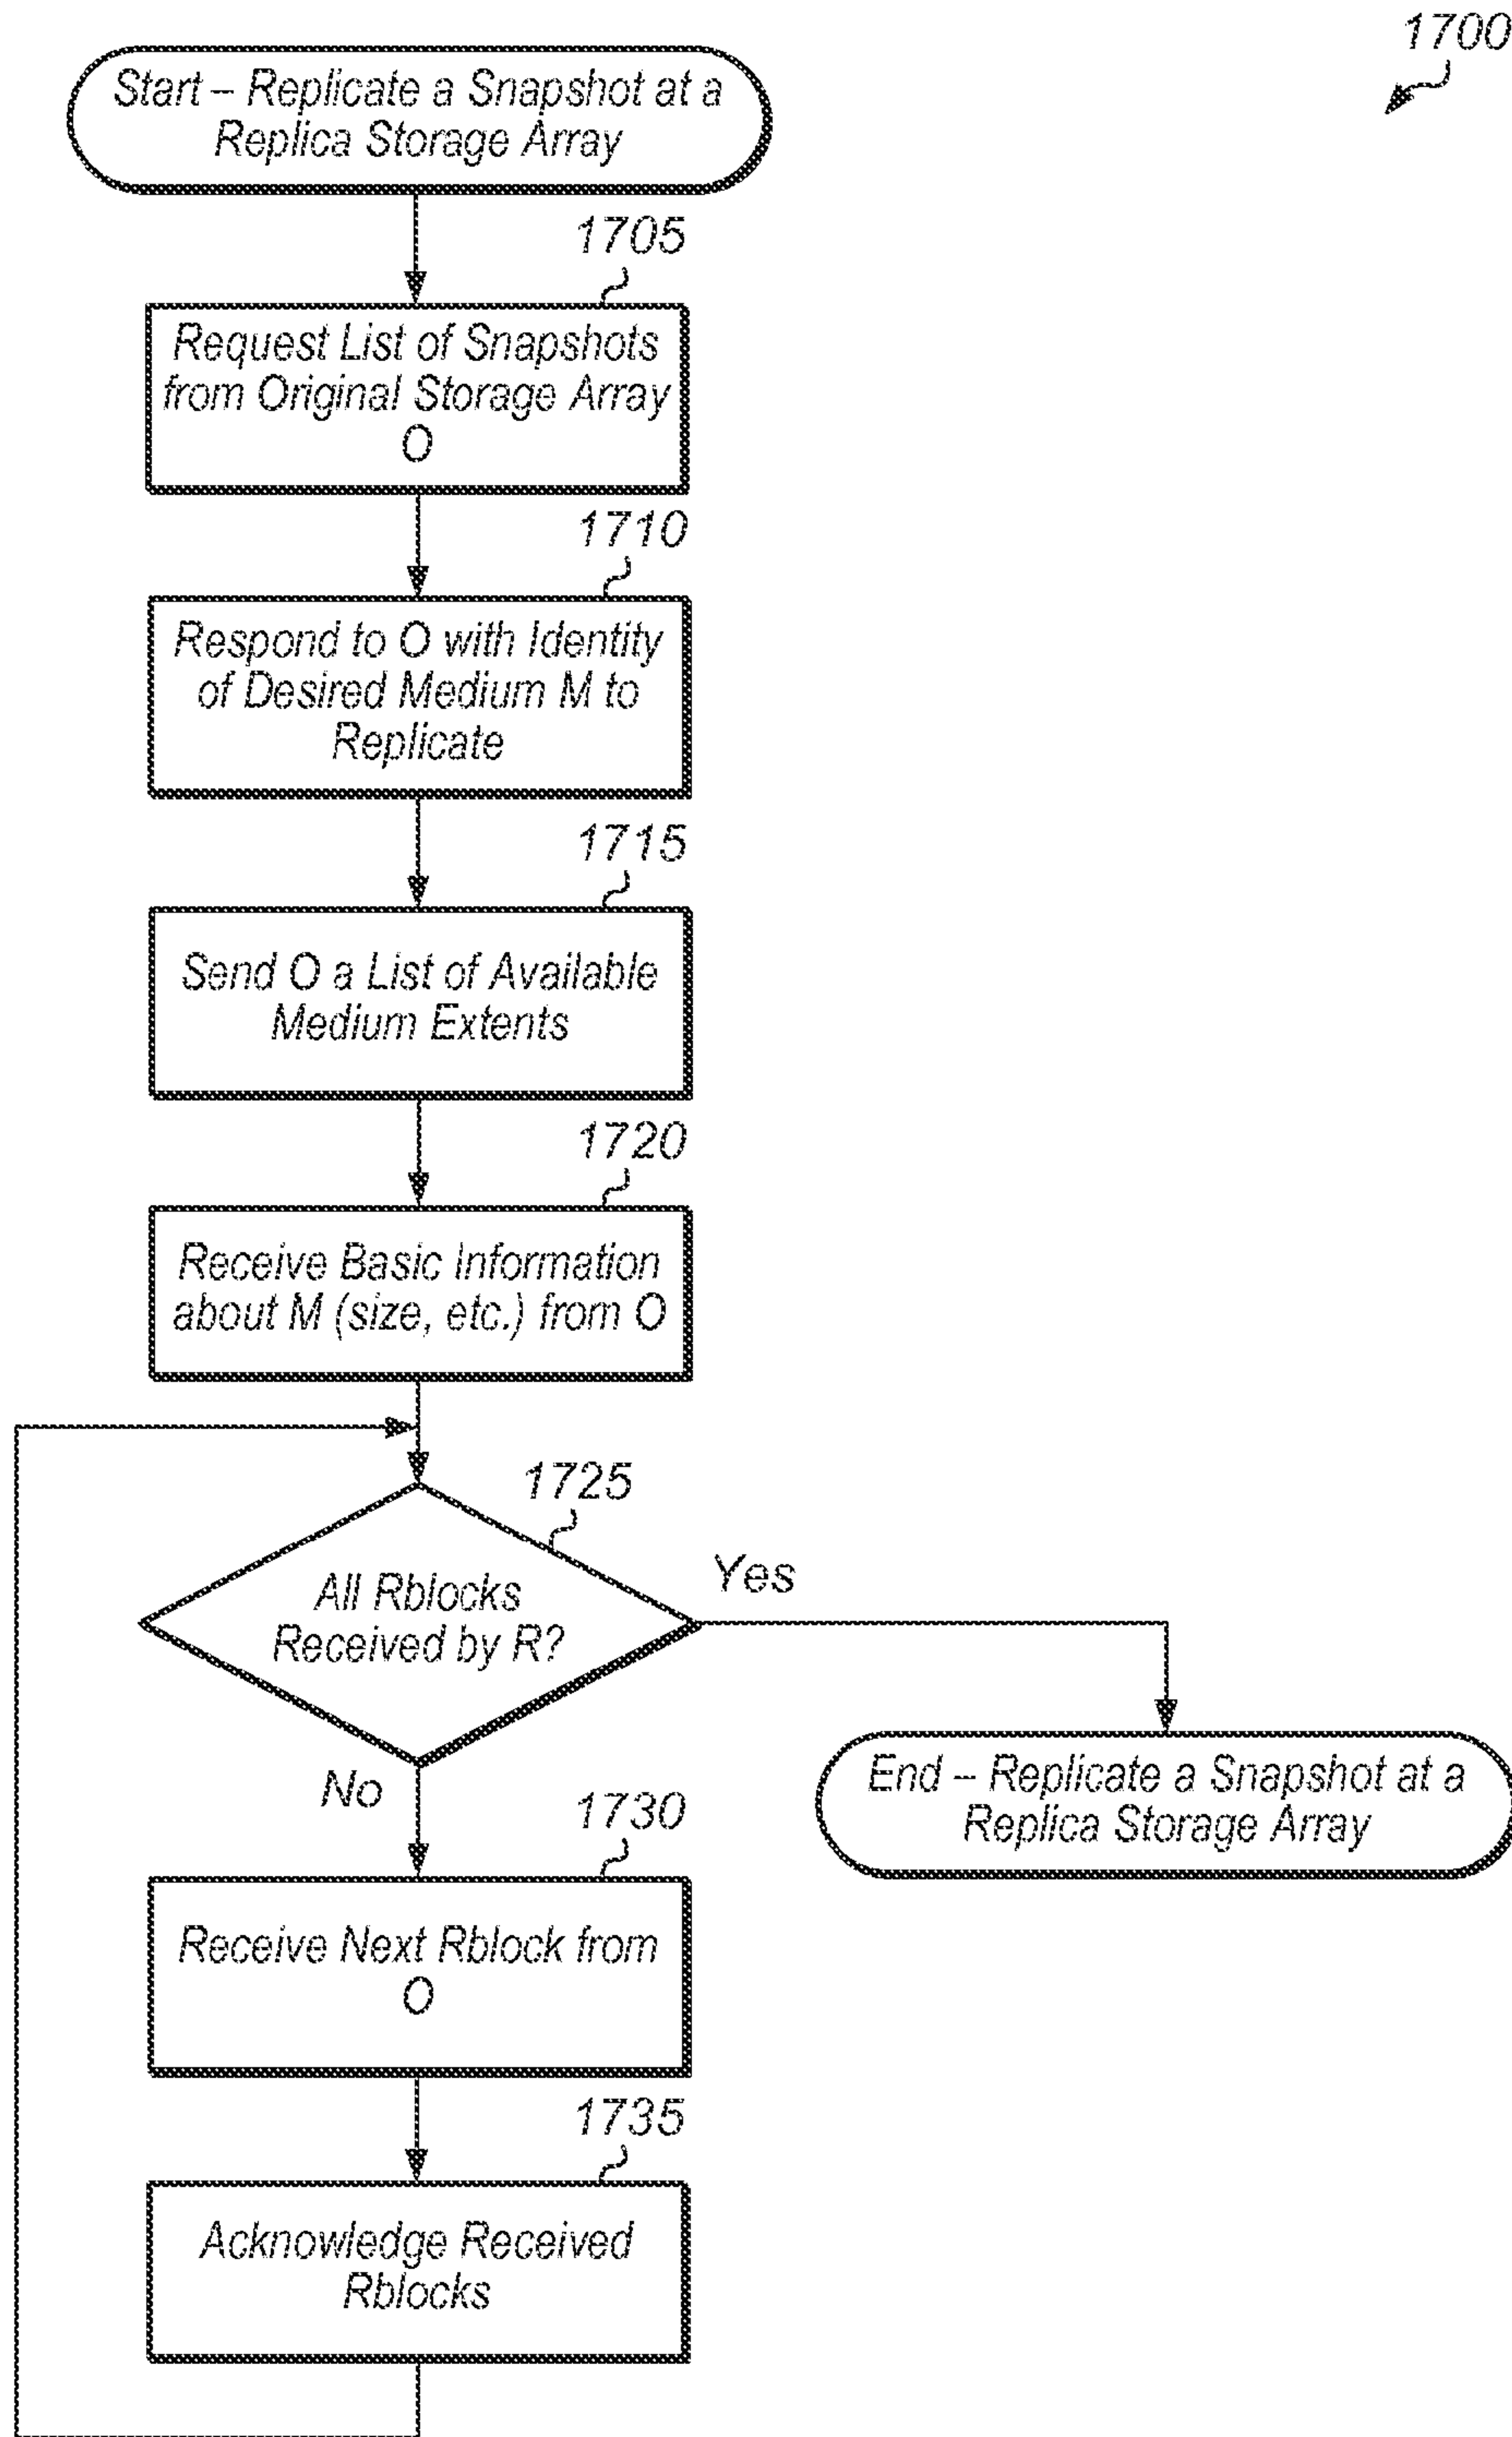 1700
Start – Replicate a Snapshot at a
Replica Storage Array
1705
Request List of Snapshots
from Original Storage Array
O
1710
Respond to O with Identity
of Desired Medium M to
Replicate
1715
Send O a List of Available
Medium Extents
1720
Receive Basic Information
about M (size, etc.) from O
1725
All Rblocks
Received by R?
Yes
No
End – Replicate a Snapshot at a
Replica Storage Array
1730
Receive Next Rblock from
O
1735
Acknowledge Received
Rblocks